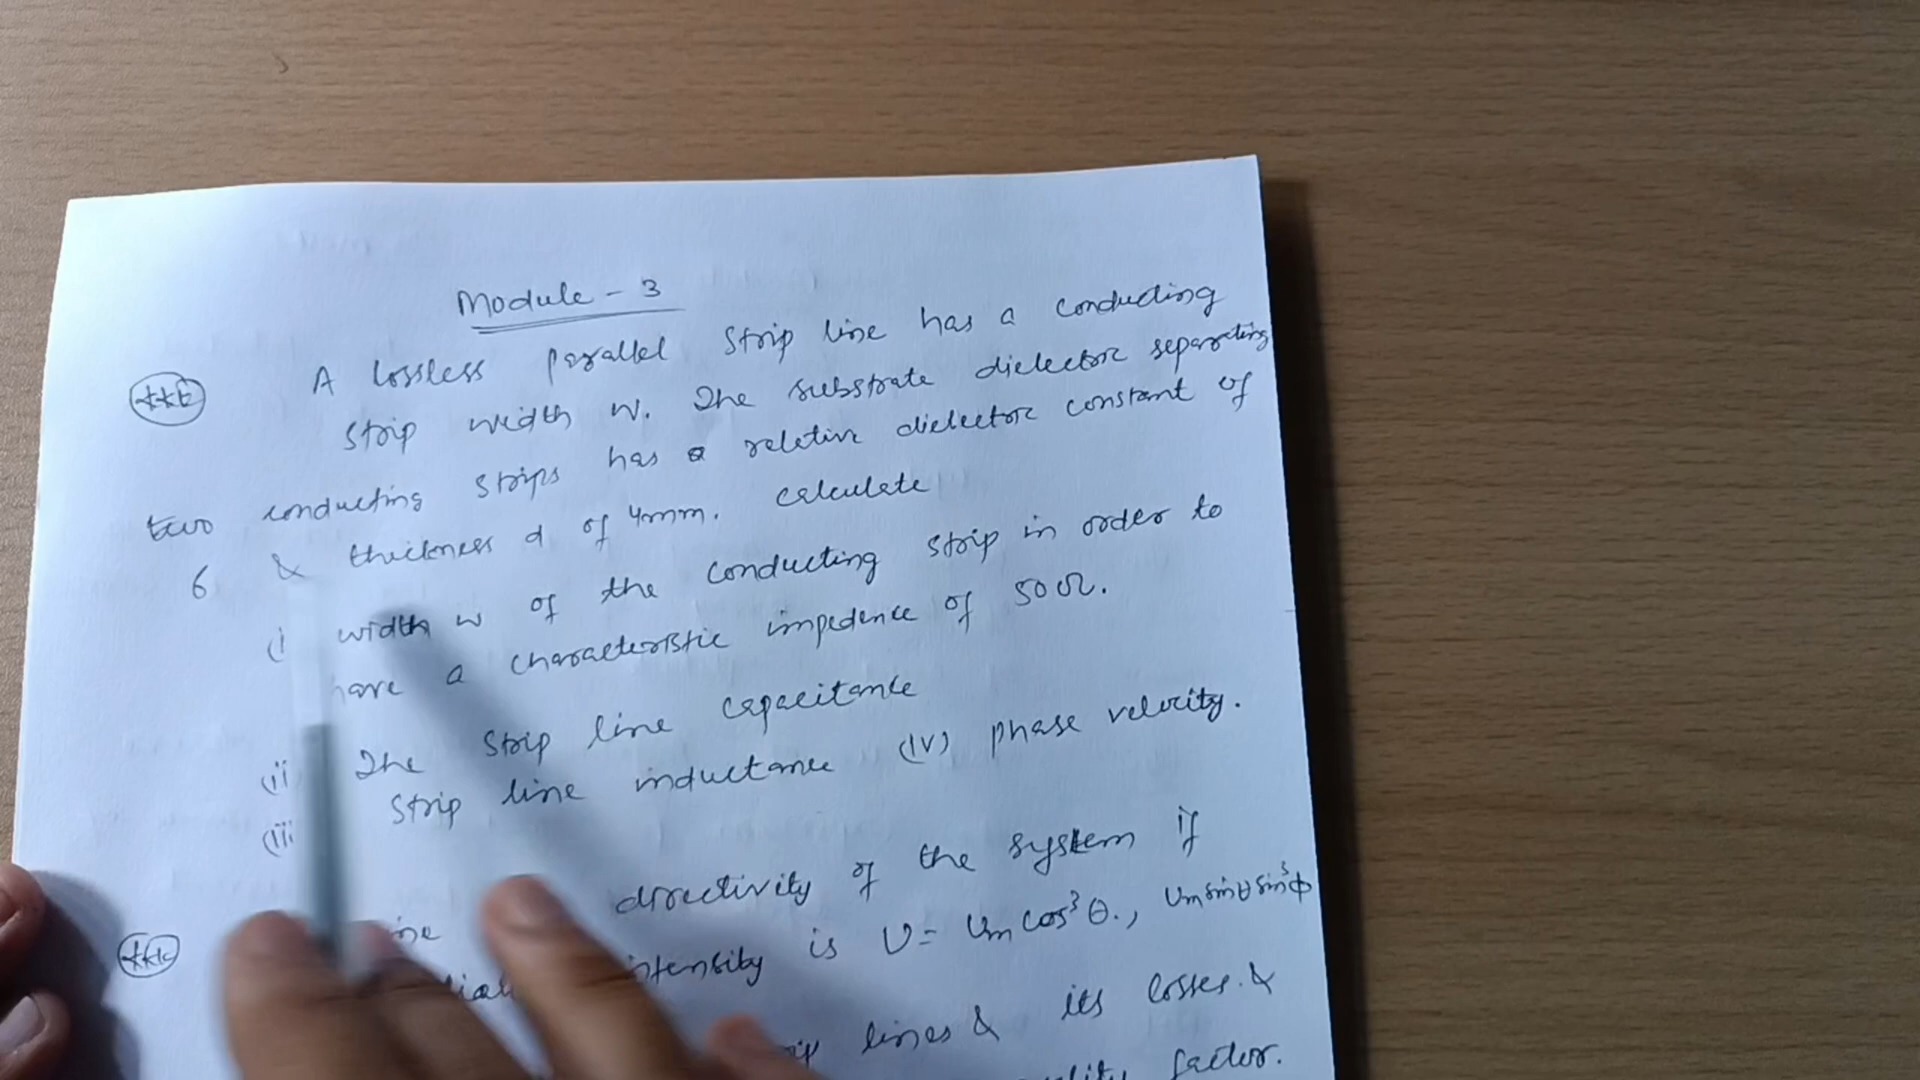 Module - 3
A lossless parallel strip line has a conducting
strip width w. The substrate dielectric separating
two conducting strips has a reletive dielectric constant of
6 & thickness d of 4mm. calculate
(i width w of the conducting strip in order to
have a characteristic impedence of 50Ω.
(ii The strip line capacitance
(iii strip line inductance (iv) phase velocity.
directivity of the system if
intensity is U = Um cos³θ., Um sinθ sin³φ
lines & its losses. &
factor.